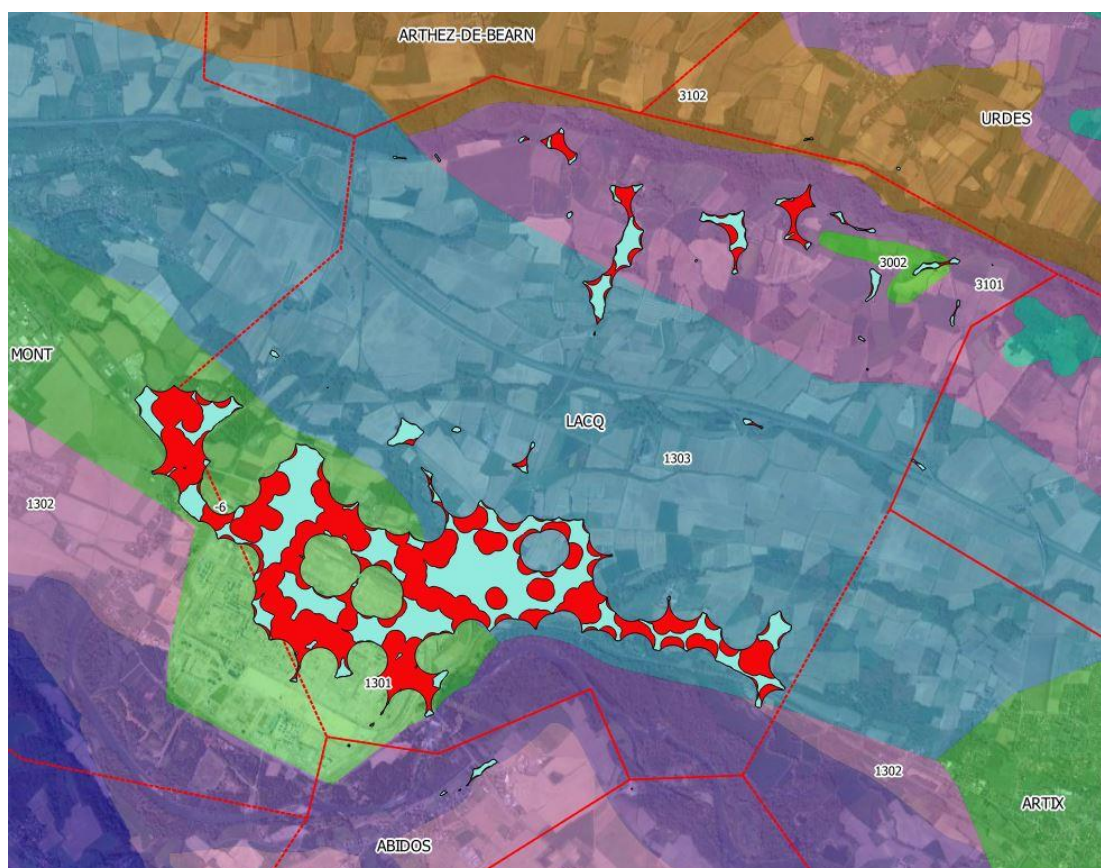 ARTHEZ-DE-BEARN
3102
URDES
3002
3101
MONT
LACQ
1303
1302
-6
1301
1302
ARTIX
ABIDOS